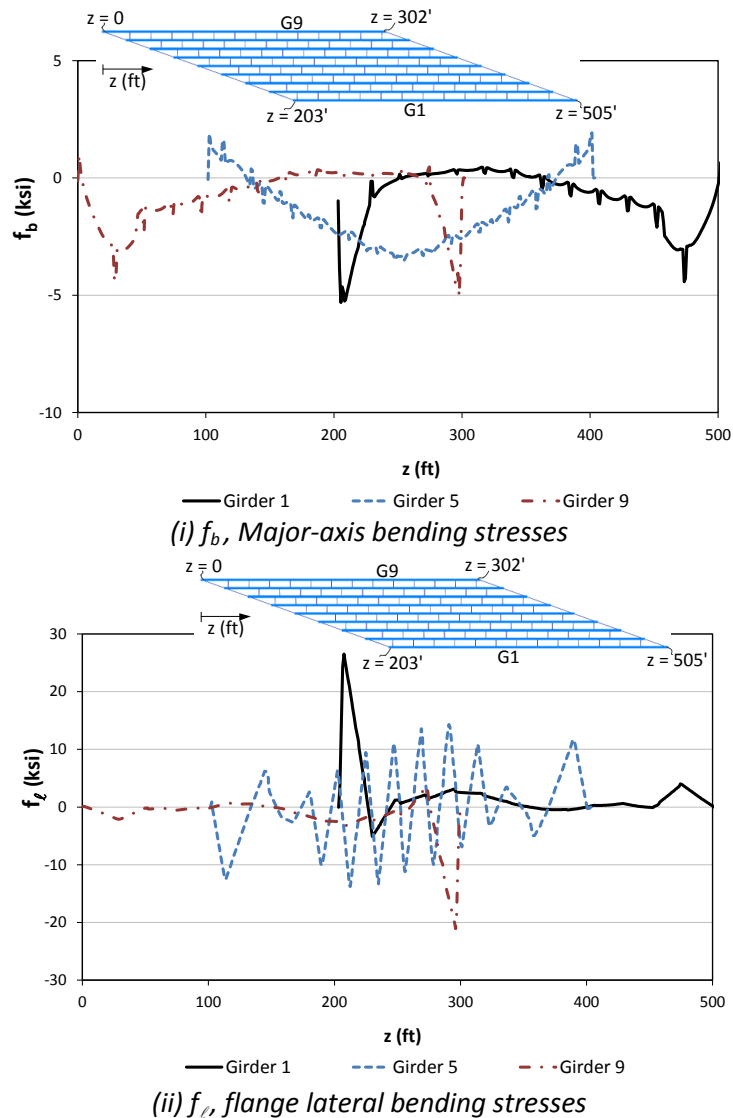 z = 0
G9
z = 302'
z (ft)
z = 203'
G1
z = 505'
5
0
-5
-10
f_b (ksi)
0 100 200 300 400 500
z (ft)
Girder 1 Girder 5 Girder 9
(i) f_b, Major-axis bending stresses
z = 0
G9
z = 302'
z (ft)
z = 203'
G1
z = 505'
30
20
10
0
-10
-20
-30
f_ℓ (ksi)
0 100 200 300 400 500
z (ft)
Girder 1 Girder 5 Girder 9
(ii) f_ℓ, flange lateral bending stresses